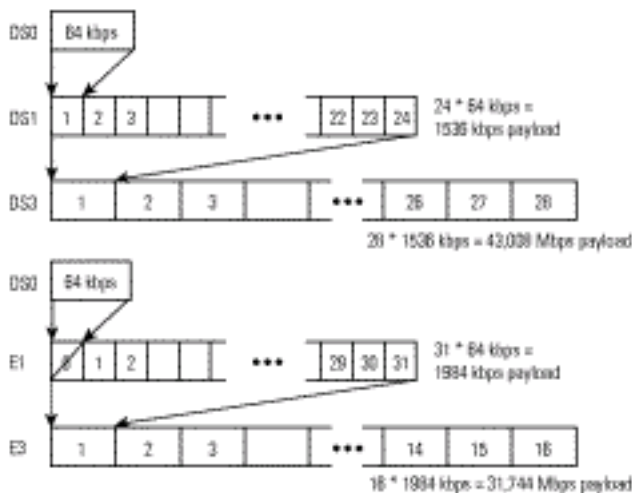 DS0 64 kbps
DS1 1 2 3 ••• 22 23 24
24 * 64 kbps =
1536 kbps payload
DS3 1 2 3 ••• 26 27 28
28 * 1536 kbps = 43,008 Mbps payload
DS0 64 kbps
E1 0 1 2 ••• 29 30 31
31 * 64 kbps =
1984 kbps payload
E3 1 2 3 ••• 14 15 16
16 * 1984 kbps = 31,744 Mbps payload